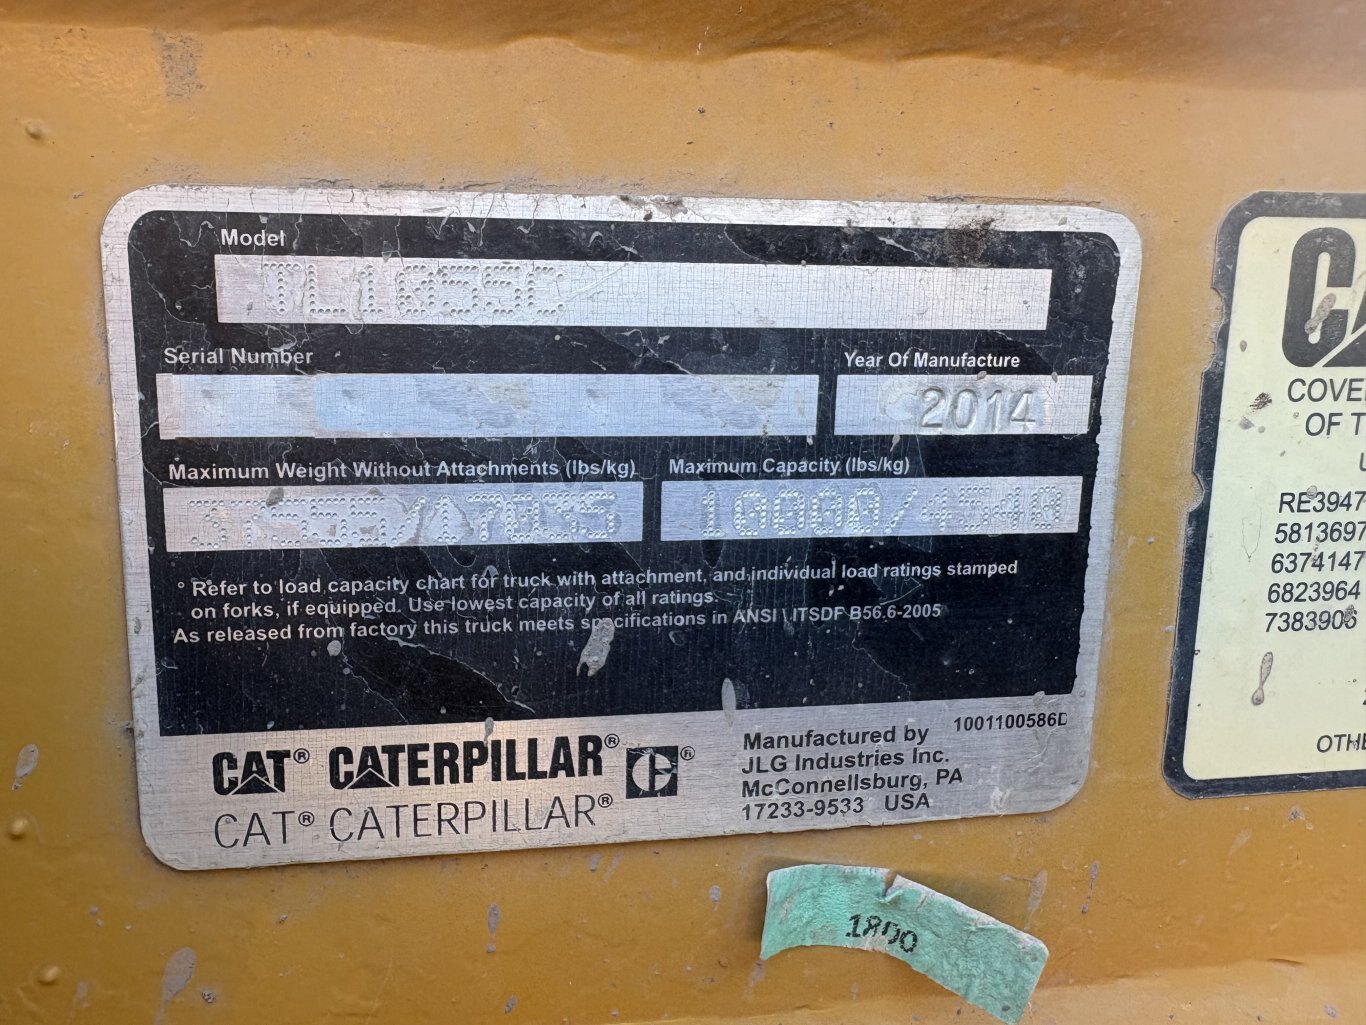 Model
TL1055C
Serial Number
Year Of Manufacture
2014
Maximum Weight Without Attachments (lbs/kg)
Maximum Capacity (lbs/kg)
37555/17035
10000/4540
° Refer to load capacity chart for truck with attachment, and individual load ratings stamped
on forks, if equipped. Use lowest capacity of all ratings.
As released from factory this truck meets specifications in ANSI \ ITSDF B56.6-2005
CAT® CATERPILLAR® C ®
CAT® CATERPILLAR®
Manufactured by
JLG Industries Inc.
McConnellsburg, PA
17233-9533 USA
1001100586D
1800
CA
COVE
OF T
U
RE3947
5813697
6374147
6823964
7383906
OTHE